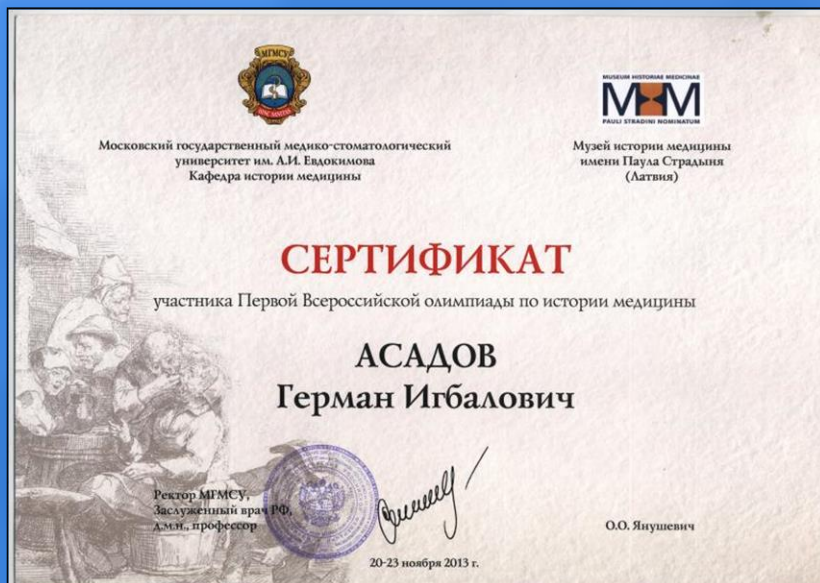 МГМСУ
MUSEUM HISTORIAE MEDICINAE
MHM
PAULI STRADINI NOMINATUM
Московский государственный медико-стоматологический
университет им. А.И. Евдокимова
Кафедра истории медицины
Музей истории медицины
имени Паула Страдыня
(Латвия)
СЕРТИФИКАТ
участника Первой Всероссийской олимпиады по истории медицины
АСАДОВ
Герман Игбалович
Ректор МГМСУ,
Заслуженный врач РФ,
д.м.н., профессор
О.О. Янушевич
20-23 ноября 2013 г.